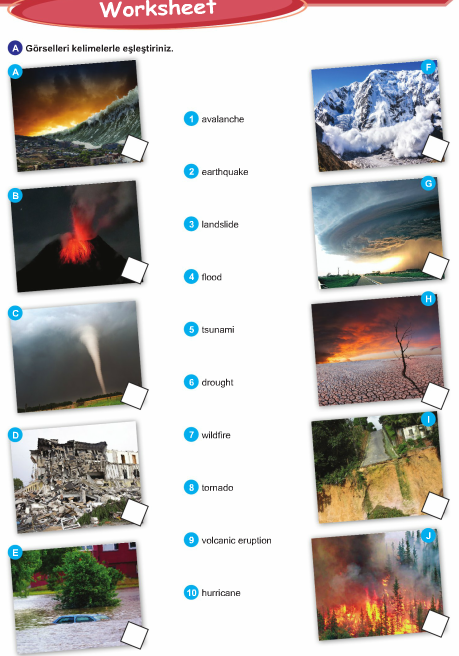 Worksheet
A Görselleri kelimelerle eşleştiriniz.
A
B
C
D
E
1 avalanche
2 earthquake
3 landslide
4 flood
5 tsunami
6 drought
7 wildfire
8 tornado
9 volcanic eruption
10 hurricane
F
G
H
I
J